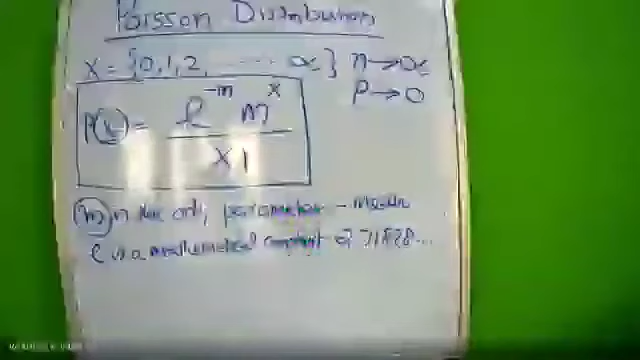 Poisson Distribution
X = {0, 1, 2, ...... ∝} n → ∝
P → 0
P(x) = e^-m m^x / x!
(m) is the only parameter - mean
e is a mathematical constant 2.71828...